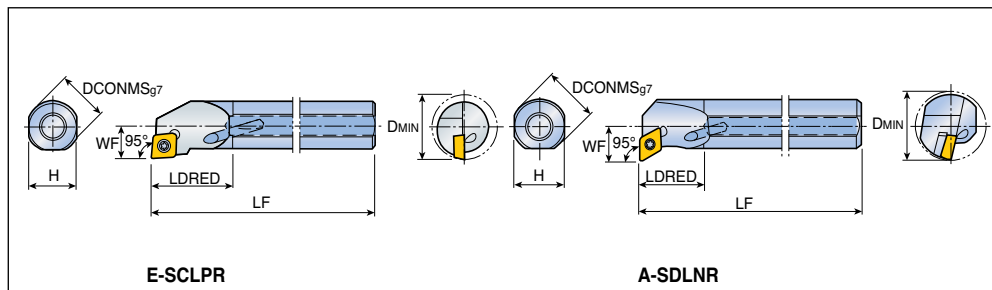 DCONMSg7
WF
95°
H
LDRED
LF
DMIN
E-SCLPR
DCONMSg7
WF
95°
H
LDRED
LF
DMIN
A-SDLNR